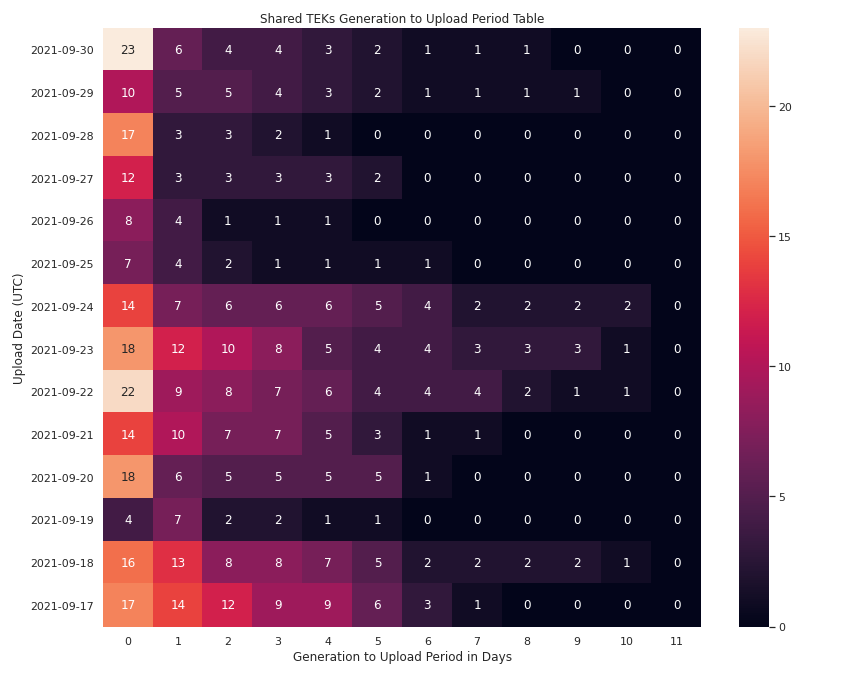 Shared TEKs Generation to Upload Period Table
Upload Date (UTC)
2021-09-30 23 6 4 4 3 2 1 1 1 0 0 0
2021-09-29 10 5 5 4 3 2 1 1 1 1 0 0
2021-09-28 17 3 3 2 1 0 0 0 0 0 0 0
2021-09-27 12 3 3 3 3 2 0 0 0 0 0 0
2021-09-26 8 4 1 1 1 0 0 0 0 0 0 0
2021-09-25 7 4 2 1 1 1 1 0 0 0 0 0
2021-09-24 14 7 6 6 6 5 4 2 2 2 2 0
2021-09-23 18 12 10 8 5 4 4 3 3 3 1 0
2021-09-22 22 9 8 7 6 4 4 4 2 1 1 0
2021-09-21 14 10 7 7 5 3 1 1 0 0 0 0
2021-09-20 18 6 5 5 5 5 1 0 0 0 0 0
2021-09-19 4 7 2 2 1 1 0 0 0 0 0 0
2021-09-18 16 13 8 8 7 5 2 2 2 2 1 0
2021-09-17 17 14 12 9 9 6 3 1 0 0 0 0
0 1 2 3 4 5 6 7 8 9 10 11
Generation to Upload Period in Days
20
15
10
5
0